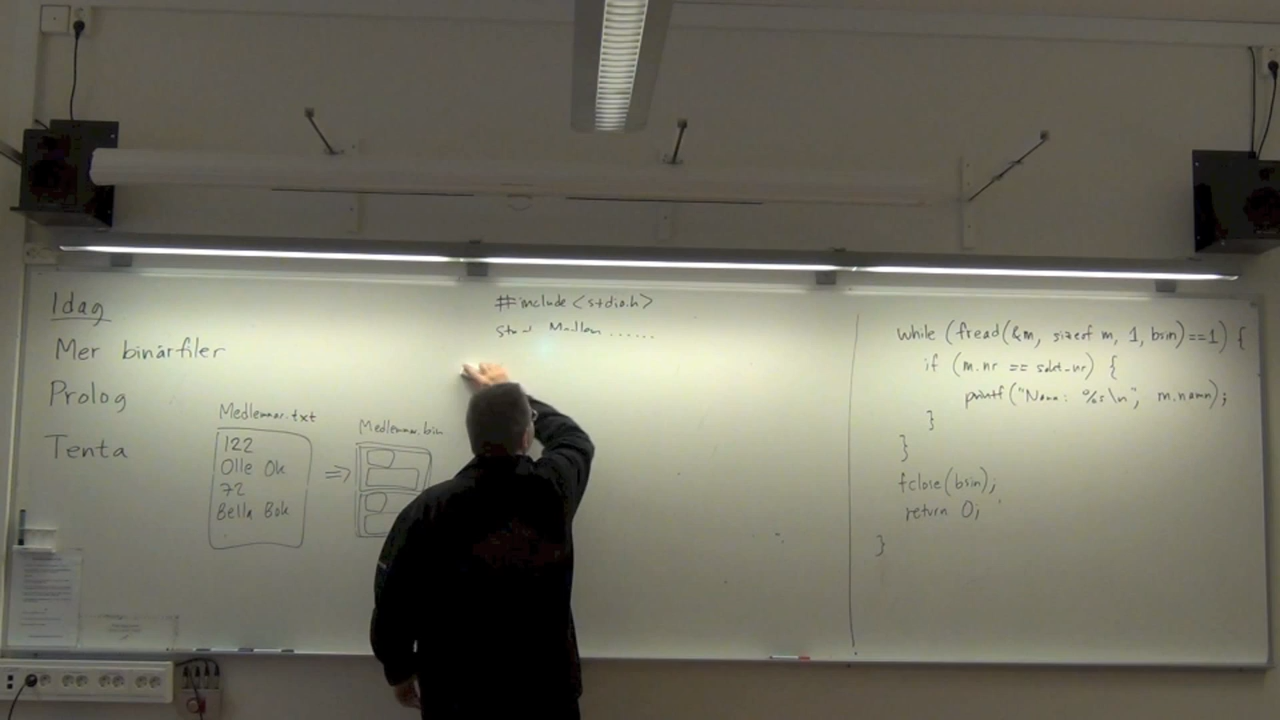 Idag
Mer binärfiler
Prolog
Tenta
Medlemmar.txt
122
Olle Ok
72
Bella Bok
Medlemmar.bin
#include <stdio.h>
......
while (fread(&m, sizeof m, 1, bsin)==1) {
if (m.nr == sokt_nr) {
printf("Namn: %s\n", m.namn);
}
}
fclose(bsin);
return 0;
}